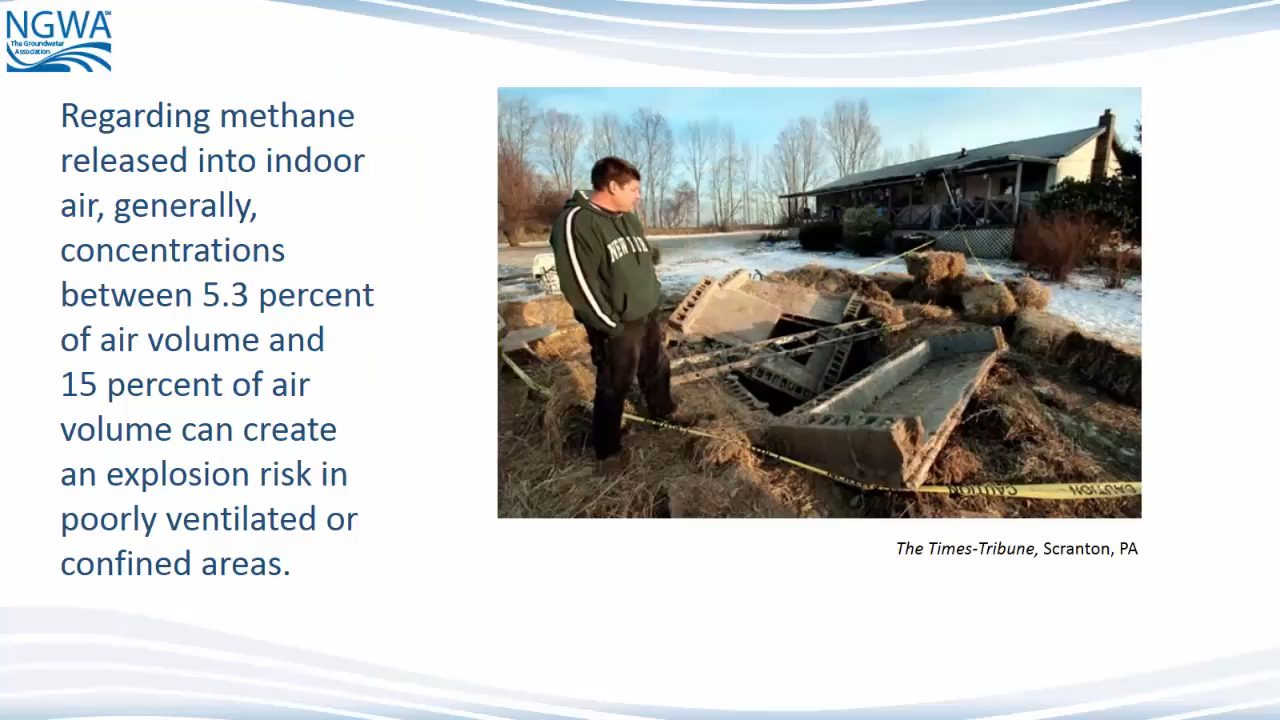 NGWA
The Groundwater
Association
Regarding methane
released into indoor
air, generally,
concentrations
between 5.3 percent
of air volume and
15 percent of air
volume can create
an explosion risk in
poorly ventilated or
confined areas.
CAUTION
CAUTION
The Times-Tribune, Scranton, PA